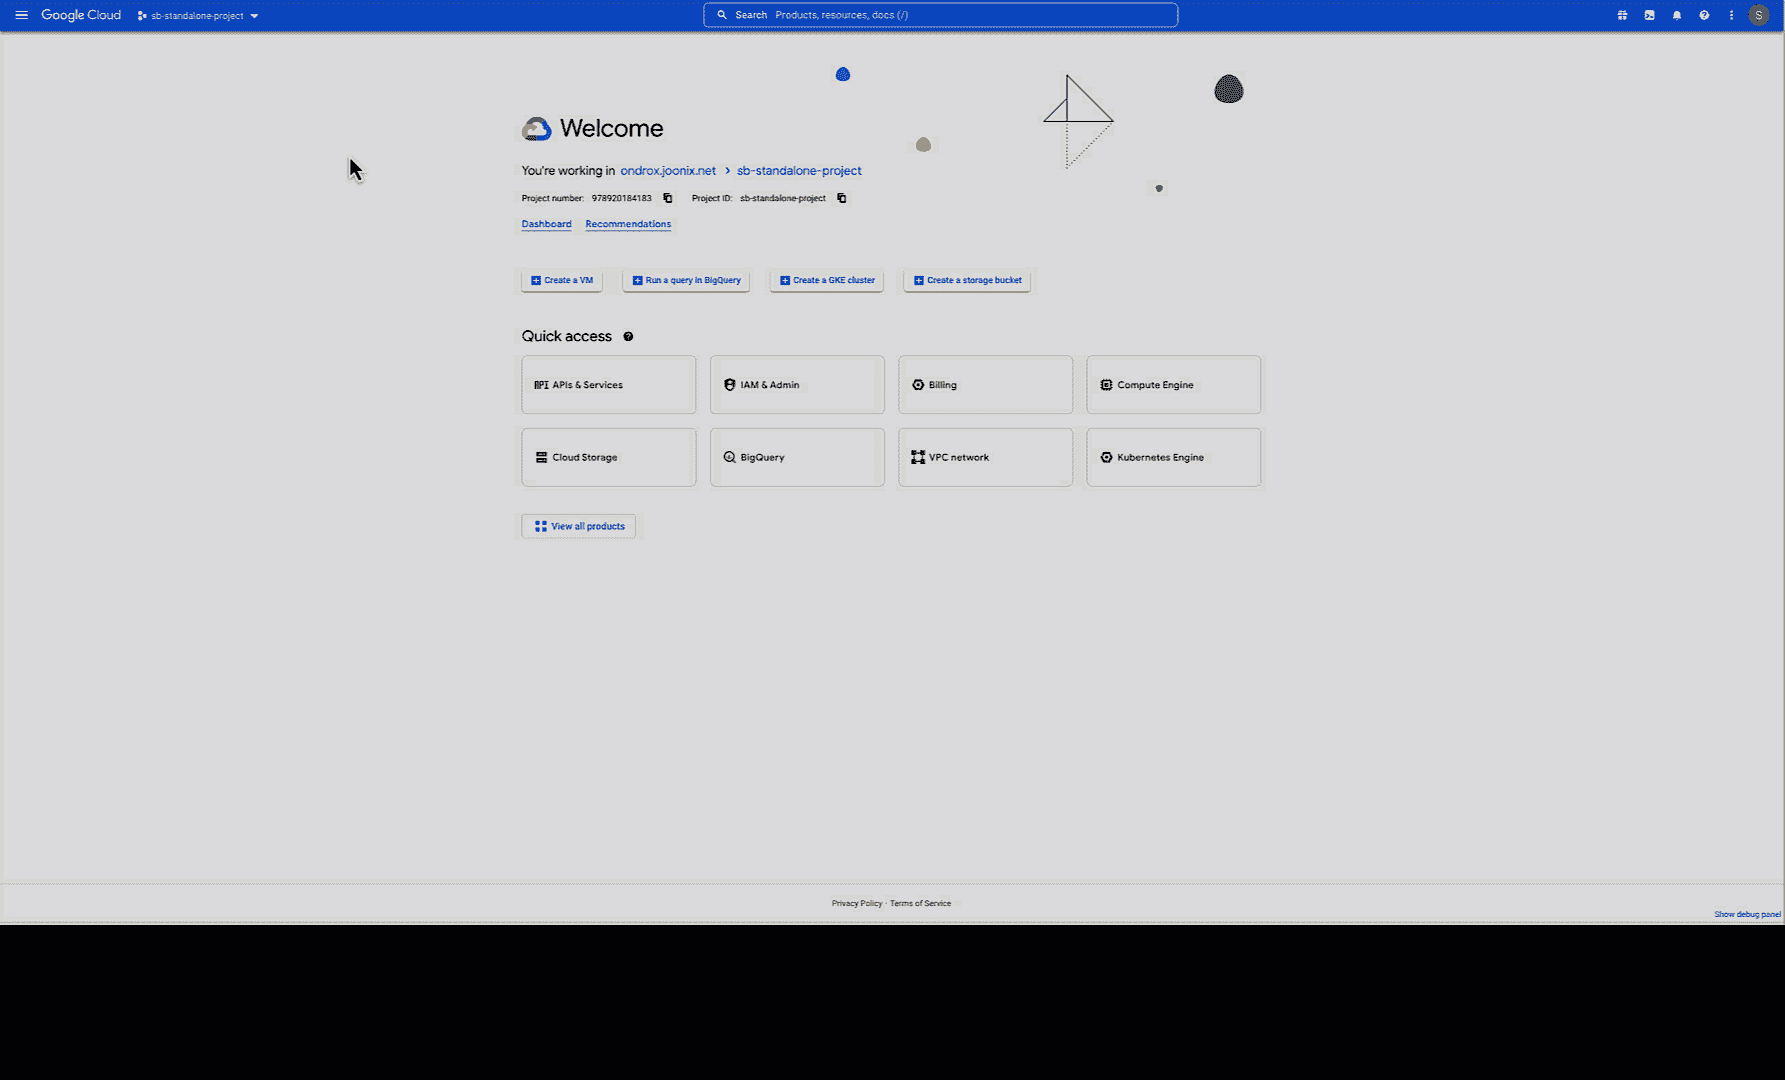 Google Cloud sb-standalone-project Search Products, resources, docs (/) S
Welcome
You're working in ondrox.joonix.net > sb-standalone-project
Project number: 978920184183 Project ID: sb-standalone-project
Dashboard Recommendations
Create a VM Run a query in BigQuery Create a GKE cluster Create a storage bucket
Quick access
API APIs & Services IAM & Admin Billing Compute Engine
Cloud Storage BigQuery VPC network Kubernetes Engine
View all products
Privacy Policy · Terms of Service
Show debug panel